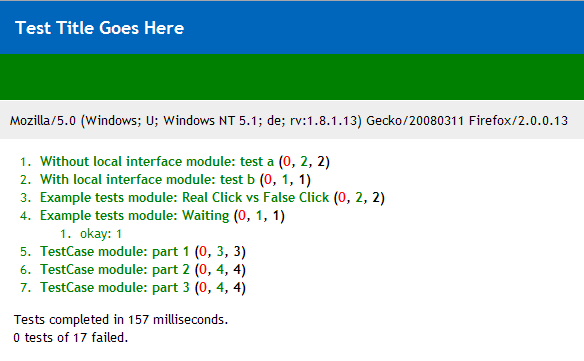 Test Title Goes Here
Mozilla/5.0 (Windows; U; Windows NT 5.1; de; rv:1.8.1.13) Gecko/20080311 Firefox/2.0.0.13
1. Without local interface module: test a (0, 2, 2)
2. With local interface module: test b (0, 1, 1)
3. Example tests module: Real Click vs False Click (0, 2, 2)
4. Example tests module: Waiting (0, 1, 1)
1. okay: 1
5. TestCase module: part 1 (0, 3, 3)
6. TestCase module: part 2 (0, 4, 4)
7. TestCase module: part 3 (0, 4, 4)
Tests completed in 157 milliseconds.
0 tests of 17 failed.